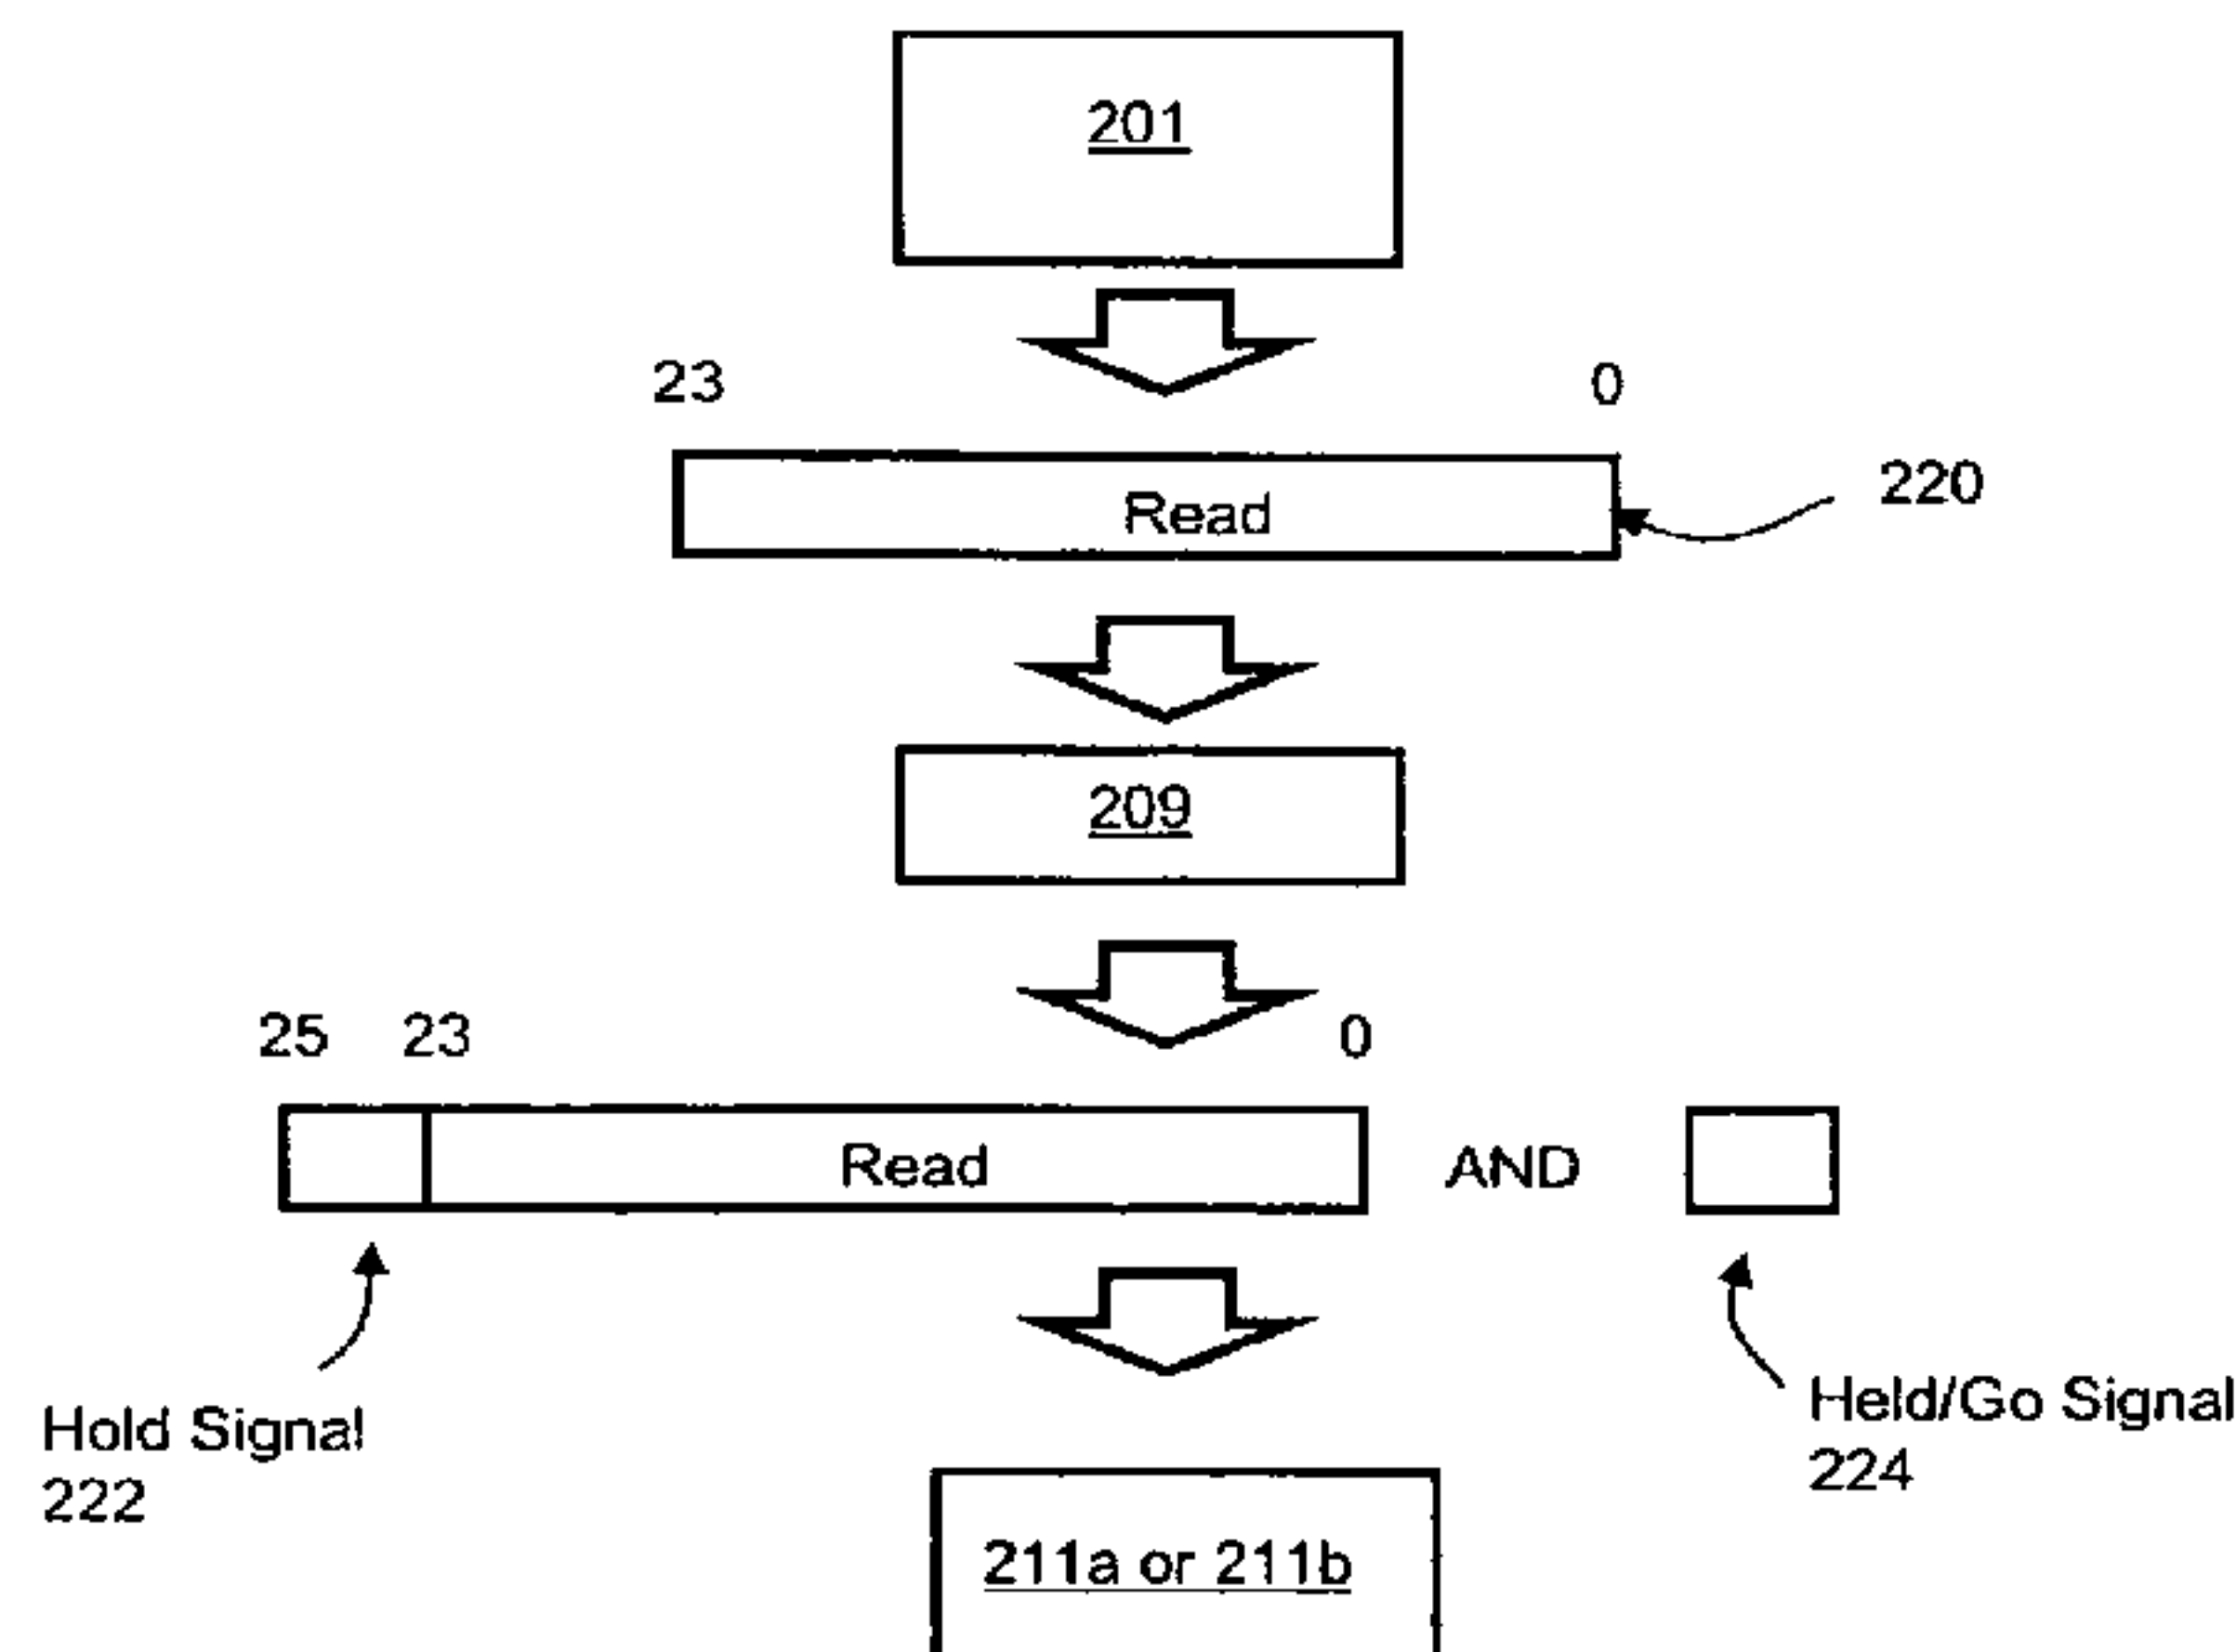 201
23 0
220
Read
209
25 23 0
Read AND
Hold Signal
222
Held/Go Signal
224
211a or 211b